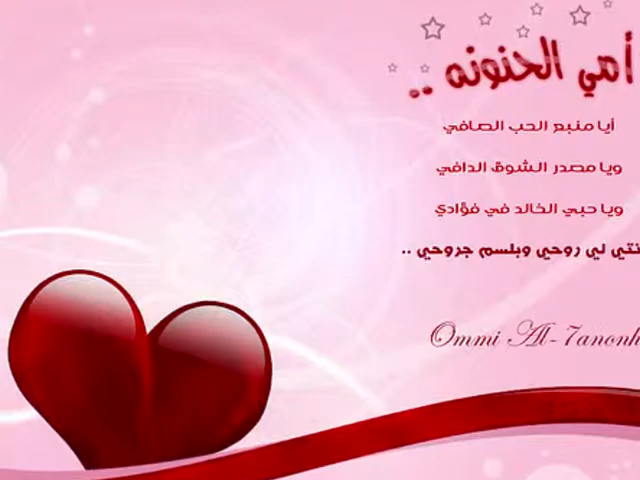 أمي الحنونه ..
أيا منبع الحب الصافي
ويا مصدر الشوق الدافي
ويا حبي الخالد في فؤادي
نتي لي روحي وبلسم جروحي ..
Ommi Al-7anonh